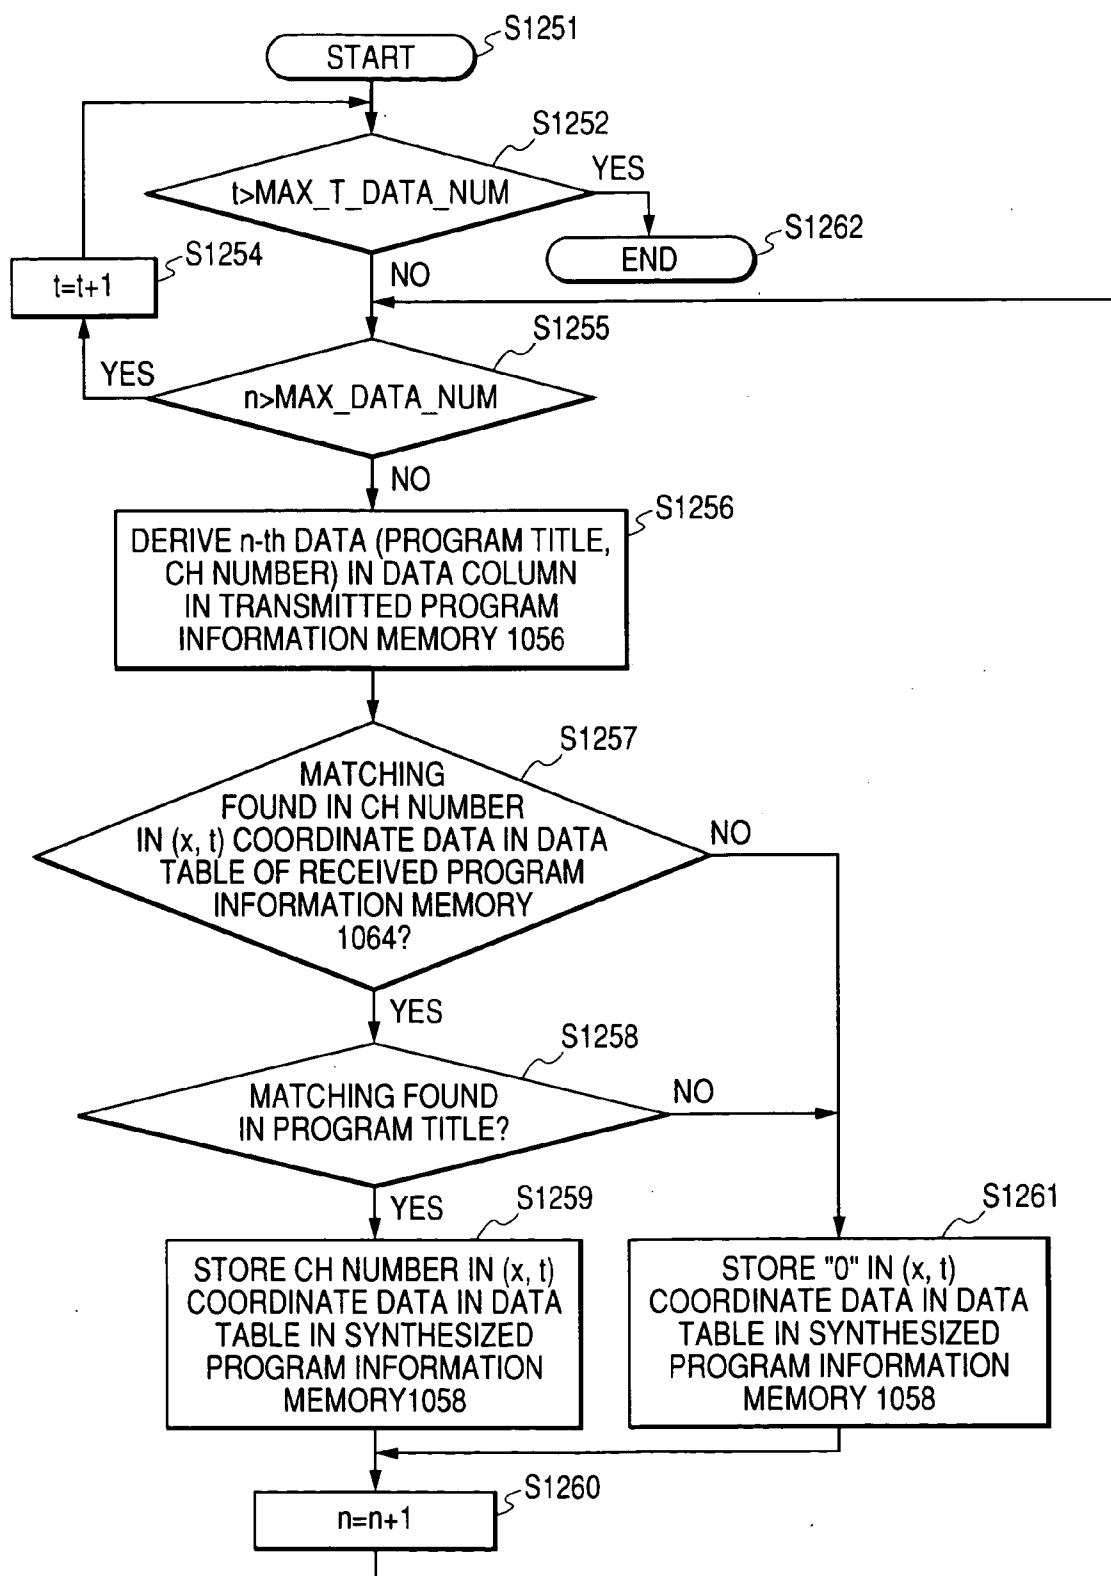 S1251
START
S1252
t>MAX_T_DATA_NUM
YES
S1262
END
S1254
t=t+1
NO
S1255
YES
n>MAX_DATA_NUM
NO
S1256
DERIVE n-th DATA (PROGRAM TITLE,
CH NUMBER) IN DATA COLUMN
IN TRANSMITTED PROGRAM
INFORMATION MEMORY 1056
S1257
MATCHING
FOUND IN CH NUMBER
IN (x, t) COORDINATE DATA IN DATA
TABLE OF RECEIVED PROGRAM
INFORMATION MEMORY
1064?
NO
YES
S1258
MATCHING FOUND
IN PROGRAM TITLE?
NO
YES
S1259
STORE CH NUMBER IN (x, t)
COORDINATE DATA IN DATA
TABLE IN SYNTHESIZED
PROGRAM INFORMATION
MEMORY1058
S1261
STORE "0" IN (x, t)
COORDINATE DATA IN DATA
TABLE IN SYNTHESIZED
PROGRAM INFORMATION
MEMORY 1058
S1260
n=n+1